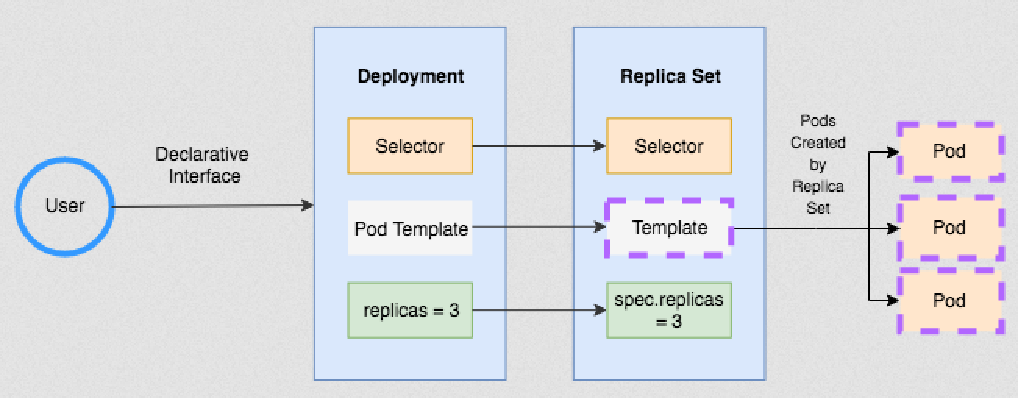 User
Declarative
Interface
Deployment
Selector
Pod Template
replicas = 3
Replica Set
Selector
Template
spec.replicas
= 3
Pods
Created
by
Replica
Set
Pod
Pod
Pod